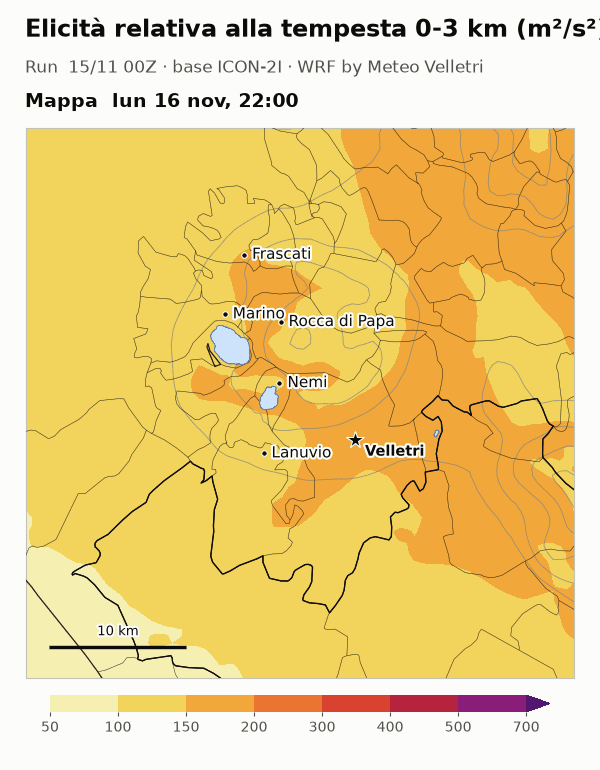 Elicità relativa alla tempesta 0-3 km (m²/s²)
Run 15/11 00Z · base ICON-2I · WRF by Meteo Velletri
Mappa lun 16 nov, 22:00
Frascati
Marino
Rocca di Papa
Nemi
Velletri
Lanuvio
10 km
50 100 150 200 300 400 500 700